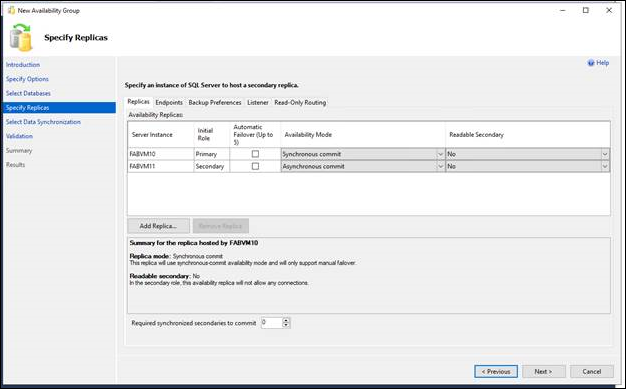 New Availability Group
Specify Replicas
Introduction
Specify Options
Select Databases
Specify Replicas
Select Data Synchronization
Validation
Summary
Results
Help
Specify an instance of SQL Server to host a secondary replica.
Replicas Endpoints Backup Preferences Listener Read-Only Routing
Availability Replicas:
Server Instance Initial Role Automatic Failover (Up to 5) Availability Mode Readable Secondary
FABVM10 Primary Synchronous commit No
FABVM11 Secondary Asynchronous commit No
Add Replica... Remove Replica
Summary for the replica hosted by FABVM10
Replica mode: Synchronous commit
This replica will use synchronous-commit availability mode and will only support manual failover.
Readable secondary: No
In the secondary role, this availability replica will not allow any connections.
Required synchronized secondaries to commit 0
< Previous Next > Cancel